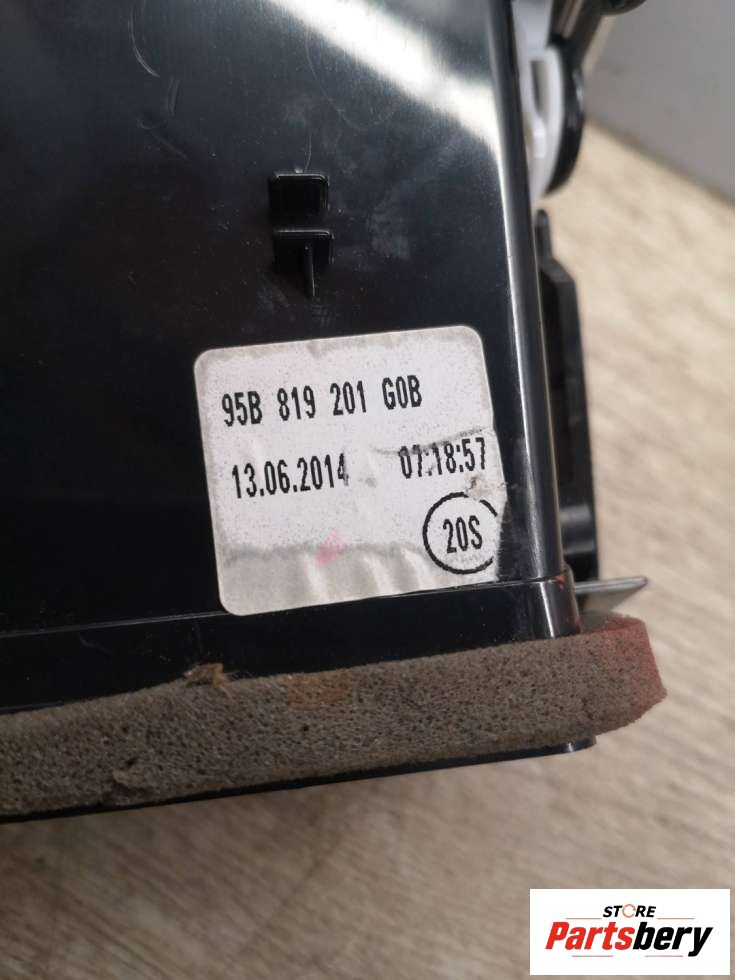 95B 819 201 G0B
13.06.2014 07:18:57
20S
STORE
Partsbery